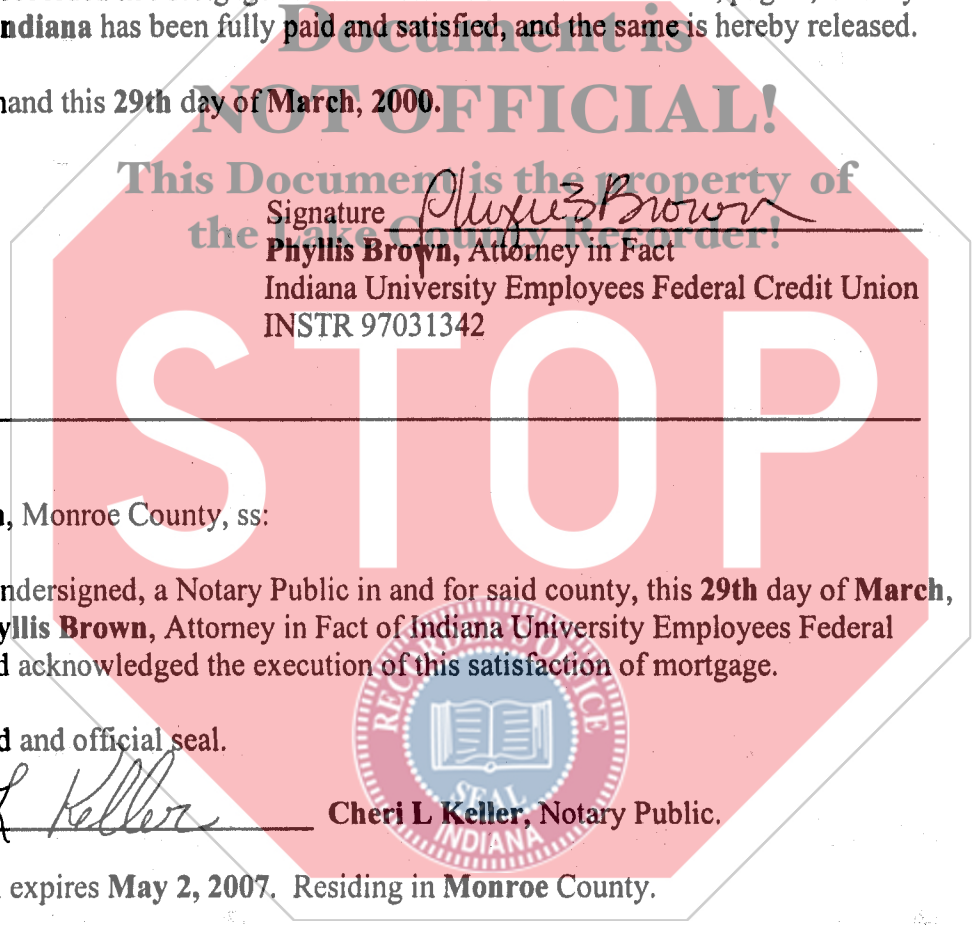 ndiana has been fully paid and satisfied, and the same is hereby released.
Document is
hand this 29th day of March, 2000.
NOT OFFICIAL!
This Document is the property of
the Lake County Recorder!
Signature Phyllis Brown
Phyllis Brown, Attorney in Fact
Indiana University Employees Federal Credit Union
INSTR 97031342
STOP
, Monroe County, ss:
ndersigned, a Notary Public in and for said county, this 29th day of March,
yllis Brown, Attorney in Fact of Indiana University Employees Federal
d acknowledged the execution of this satisfaction of mortgage.
d and official seal.
L Keller Cheri L Keller, Notary Public.
RECORDER'S OFFICE
SEAL
INDIANA
expires May 2, 2007. Residing in Monroe County.